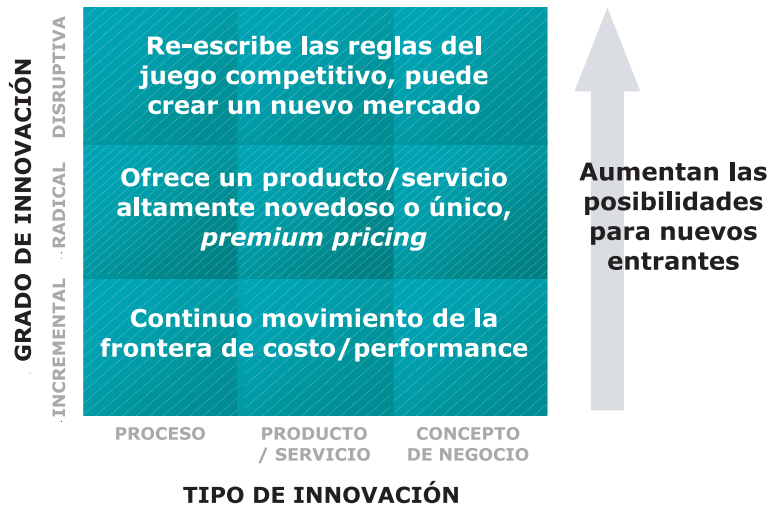 GRADO DE INNOVACIÓN
DISRUPTIVA
RADICAL
INCREMENTAL
Re-escribe las reglas del
juego competitivo, puede
crear un nuevo mercado
Ofrece un producto/servicio
altamente novedoso o único,
premium pricing
Continuo movimiento de la
frontera de costo/performance
Aumentan las
posibilidades
para nuevos
entrantes
PROCESO
PRODUCTO
/ SERVICIO
CONCEPTO
DE NEGOCIO
TIPO DE INNOVACIÓN